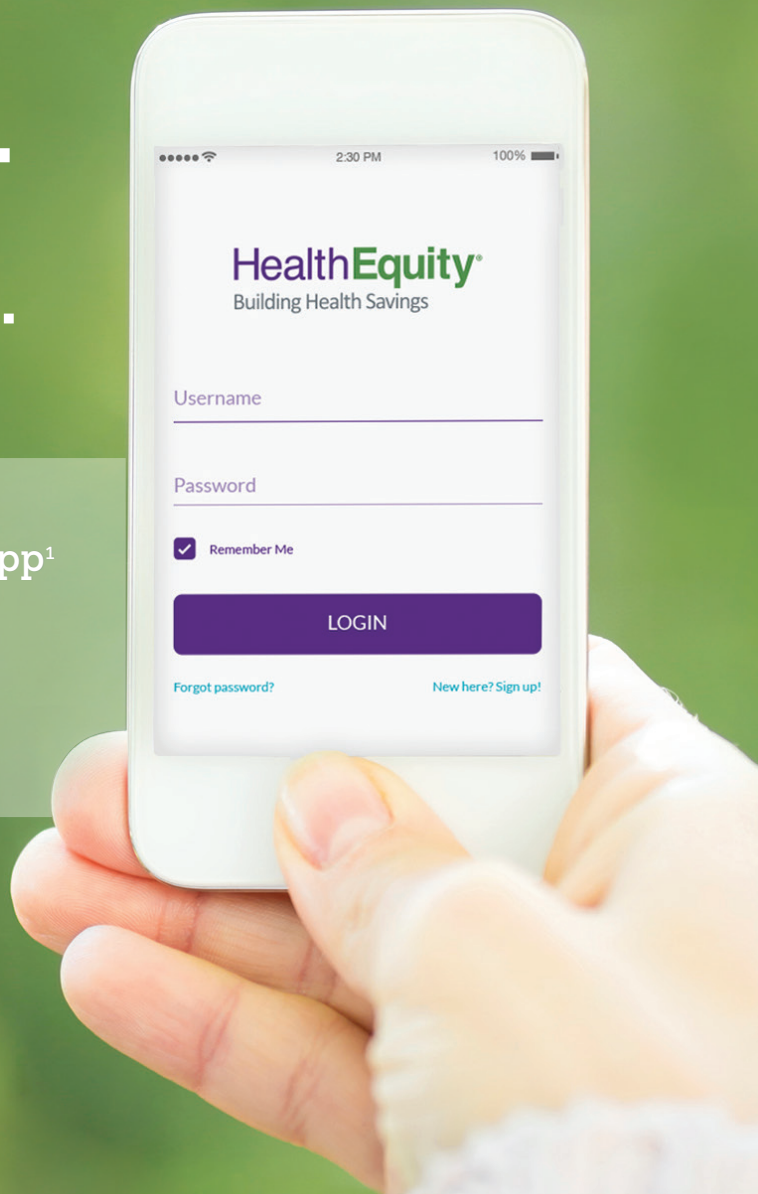 2:30 PM 100%
HealthEquity®
Building Health Savings
Username
Password
pp¹
Remember Me
LOGIN
Forgot password? New here? Sign up!